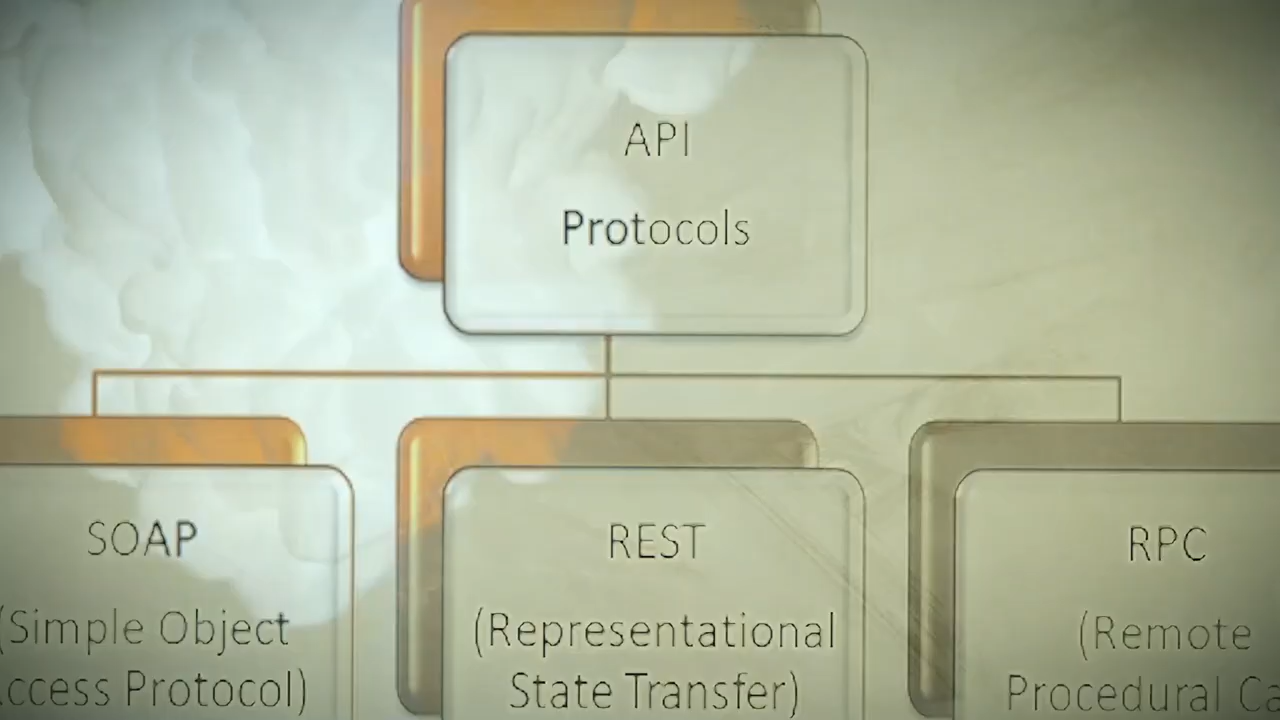 API
Protocols
SOAP
(Simple Object
ccess Protocol)
REST
(Representational
State Transfer)
RPC
(Remote
Procedural Ca